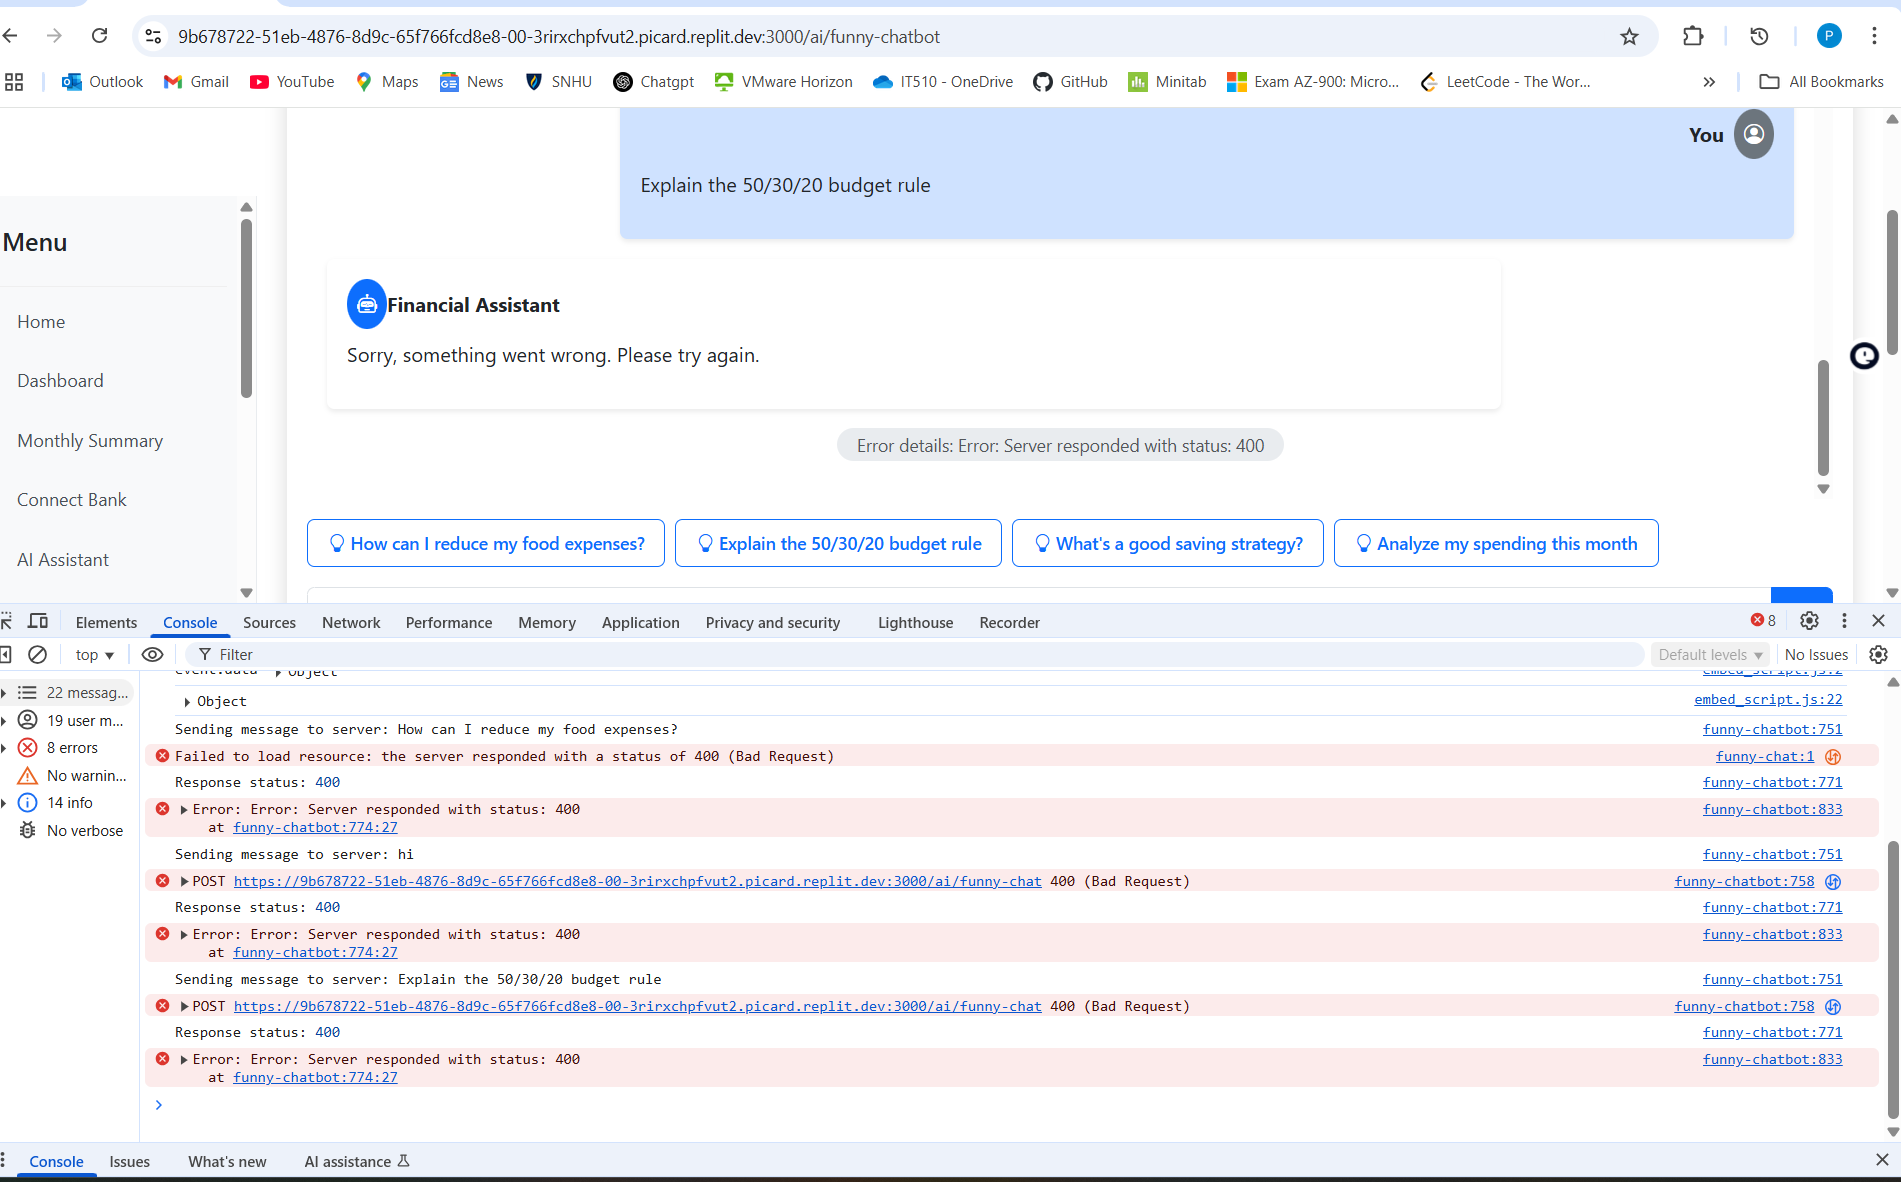 9b678722-51eb-4876-8d9c-65f766fcd8e8-00-3rirxchpfvut2.picard.replit.dev:3000/ai/funny-chatbot
P
Outlook
Gmail
YouTube
Maps
News
SNHU
Chatgpt
VMware Horizon
IT510 - OneDrive
GitHub
Minitab
Exam AZ-900: Micro...
LeetCode - The Wor...
»
All Bookmarks
You
Explain the 50/30/20 budget rule
Menu
Home
Dashboard
Monthly Summary
Connect Bank
AI Assistant
Financial Assistant
Sorry, something went wrong. Please try again.
Error details: Error: Server responded with status: 400
How can I reduce my food expenses?
Explain the 50/30/20 budget rule
What's a good saving strategy?
Analyze my spending this month
Elements
Console
Sources
Network
Performance
Memory
Application
Privacy and security
Lighthouse
Recorder
8
top
Filter
Default levels
No Issues
22 messag...
19 user m...
8 errors
No warnin...
14 info
No verbose
event.data Object embed_script.js:2
Object embed_script.js:22
Sending message to server: How can I reduce my food expenses? funny-chatbot:751
Failed to load resource: the server responded with a status of 400 (Bad Request) funny-chat:1
Response status: 400 funny-chatbot:771
Error: Error: Server responded with status: 400 funny-chatbot:833
at funny-chatbot:774:27
Sending message to server: hi funny-chatbot:751
POST https://9b678722-51eb-4876-8d9c-65f766fcd8e8-00-3rirxchpfvut2.picard.replit.dev:3000/ai/funny-chat 400 (Bad Request) funny-chatbot:758
Response status: 400 funny-chatbot:771
Error: Error: Server responded with status: 400 funny-chatbot:833
at funny-chatbot:774:27
Sending message to server: Explain the 50/30/20 budget rule funny-chatbot:751
POST https://9b678722-51eb-4876-8d9c-65f766fcd8e8-00-3rirxchpfvut2.picard.replit.dev:3000/ai/funny-chat 400 (Bad Request) funny-chatbot:758
Response status: 400 funny-chatbot:771
Error: Error: Server responded with status: 400 funny-chatbot:833
at funny-chatbot:774:27
Console
Issues
What's new
AI assistance